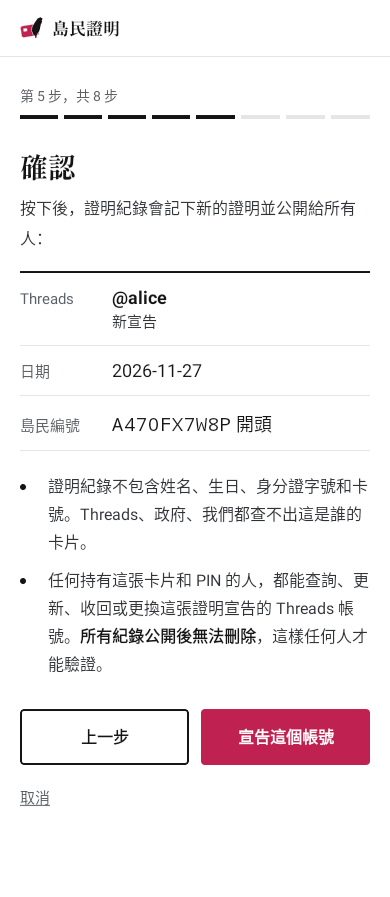 島民證明
第 5 步，共 8 步
確認
按下後，證明紀錄會記下新的證明並公開給所有
人：
Threads
@alice
新宣告
日期
2026-11-27
島民編號
A470FX7W8P 開頭
證明紀錄不包含姓名、生日、身分證字號和卡
號。Threads、政府、我們都查不出這是誰的
卡片。
任何持有這張卡片和 PIN 的人，都能查詢、更
新、收回或更換這張證明宣告的 Threads 帳
號。所有紀錄公開後無法刪除，這樣任何人才
能驗證。
上一步
宣告這個帳號
取消